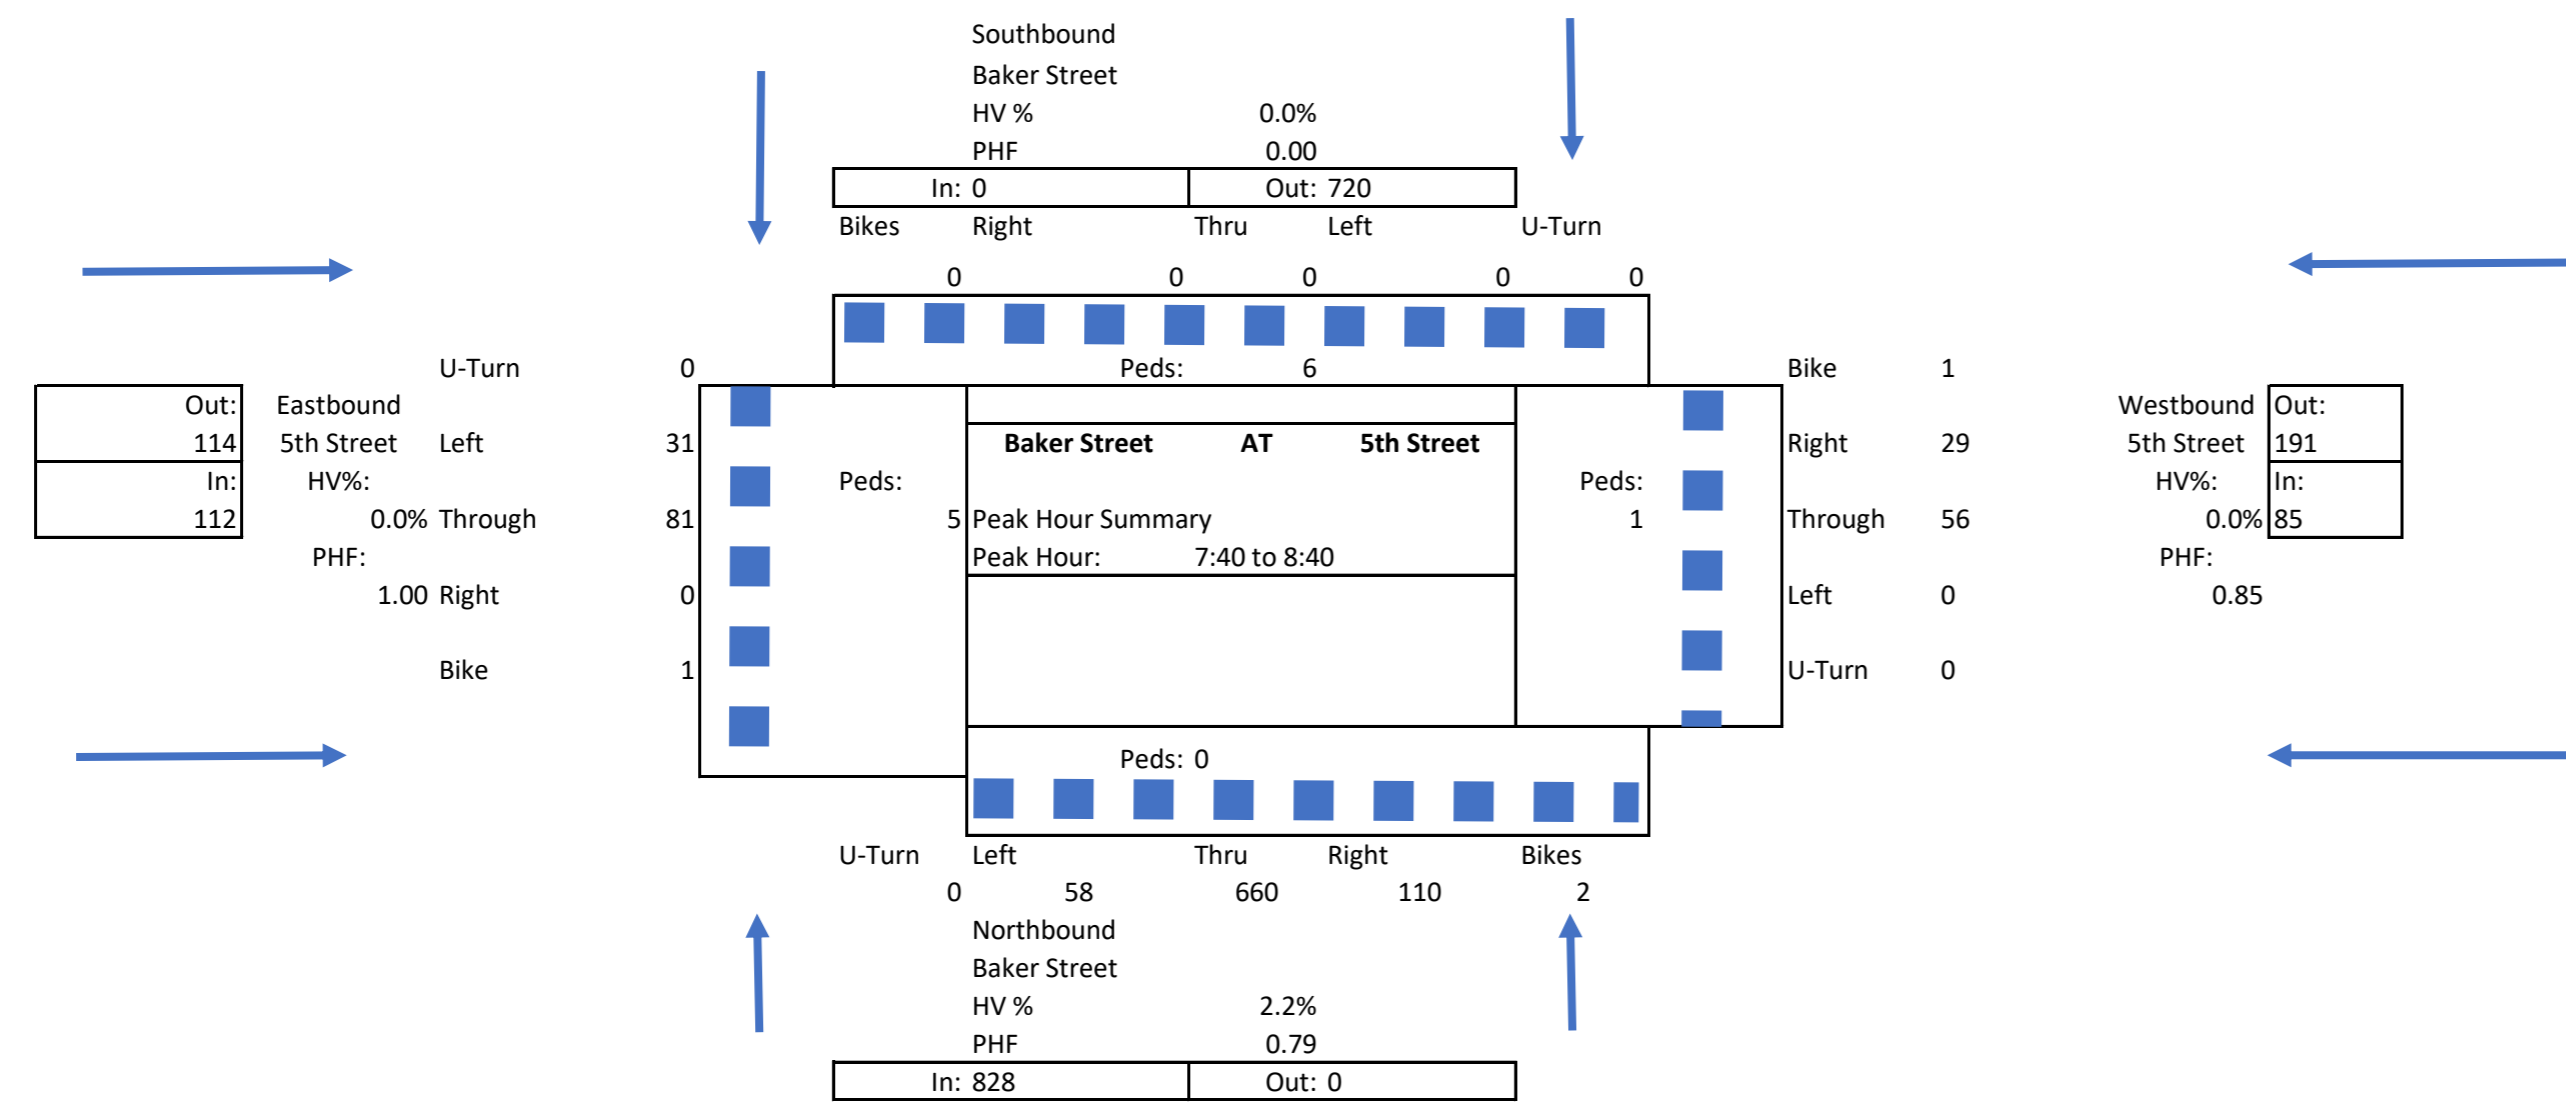 Southbound
Baker Street
HV % 0.0%
PHF 0.00
In: 0 Out: 720
Bikes Right Thru Left U-Turn
0 0 0 0 0
U-Turn 0 Peds: 6 Bike 1
Out: Eastbound Westbound Out:
114 5th Street Left 31 Baker Street AT 5th Street Right 29 5th Street 191
In: HV%: Peds: Peds: HV%: In:
112 0.0% Through 81 5 Peak Hour Summary 1 Through 56 0.0% 85
PHF: Peak Hour: 7:40 to 8:40 PHF:
1.00 Right 0 Left 0 0.85
Bike 1 U-Turn 0
Peds: 0
U-Turn Left Thru Right Bikes
0 58 660 110 2
Northbound
Baker Street
HV % 2.2%
PHF 0.79
In: 828 Out: 0